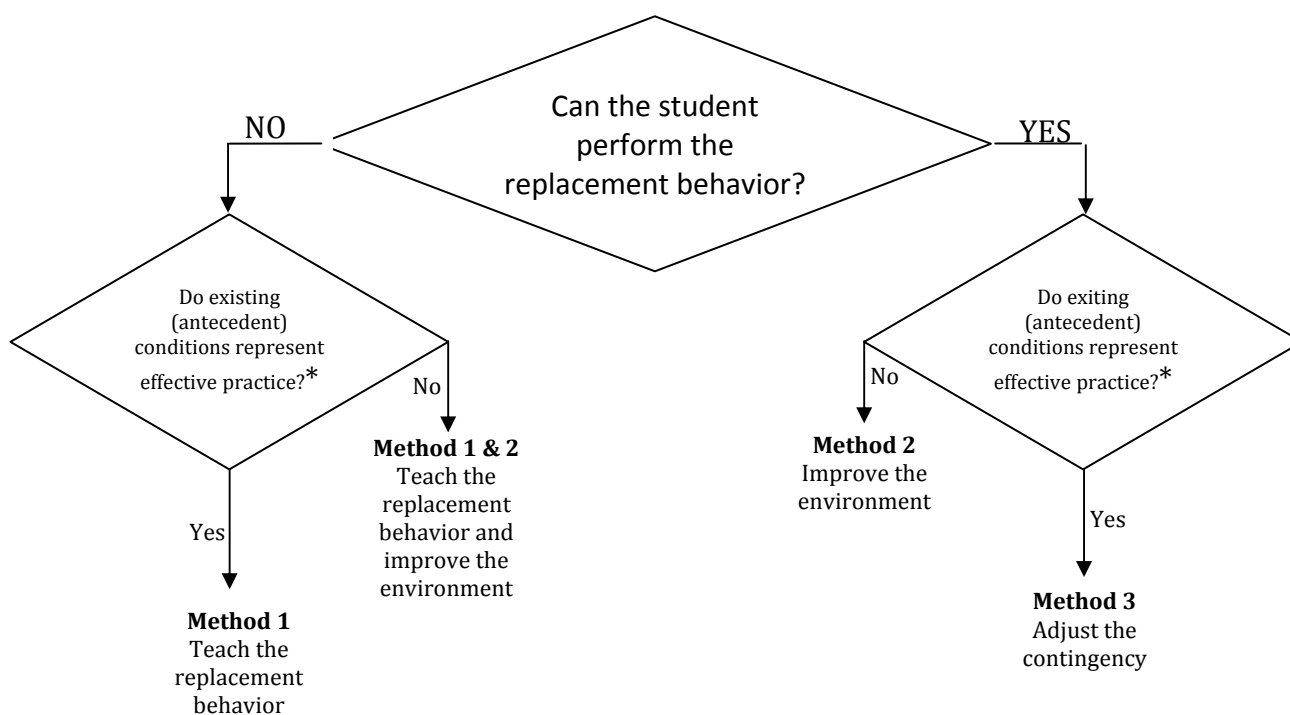 Can the student
perform the
replacement behavior?
NO
YES
Do existing
(antecedent)
conditions represent
effective practice?*
No
Method 1 & 2
Teach the
replacement
behavior and
improve the
environment
Yes
Method 1
Teach the
replacement
behavior
Do exiting
(antecedent)
conditions represent
effective practice?*
No
Method 2
Improve the
environment
Yes
Method 3
Adjust the
contingency